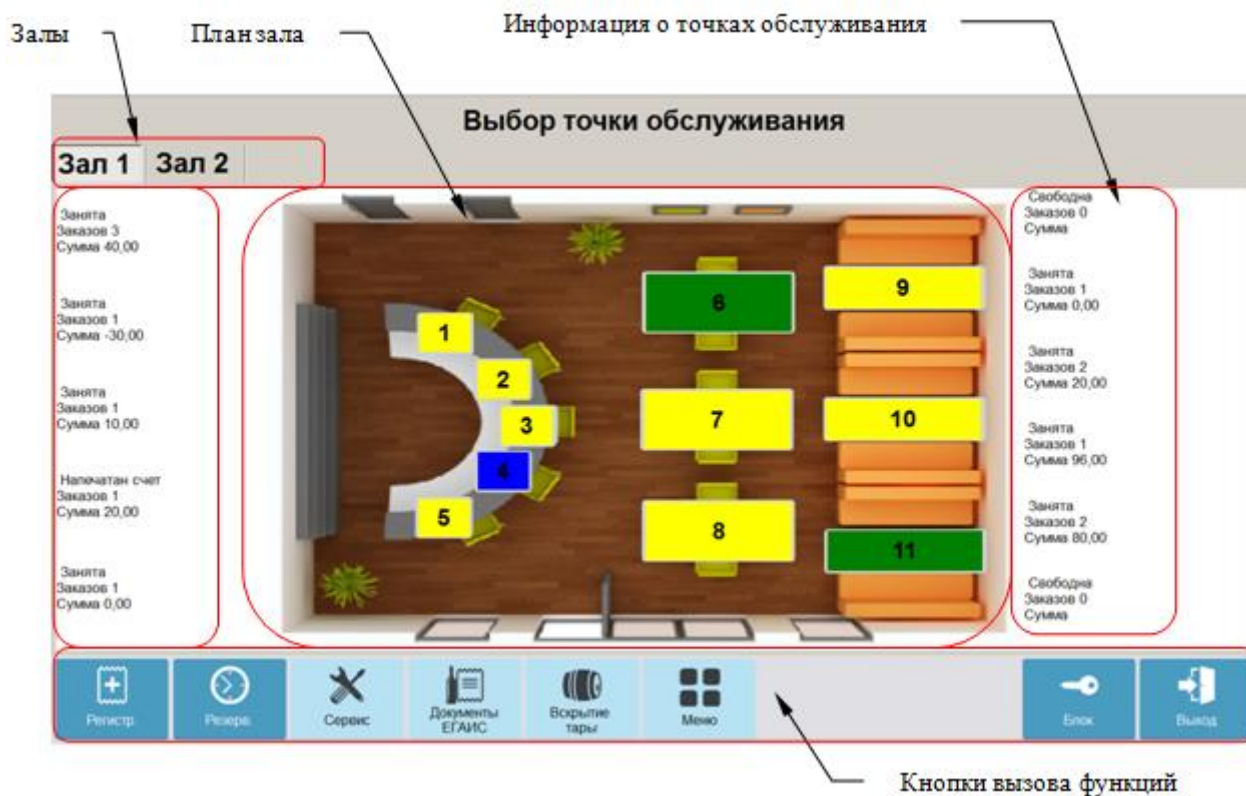 Залы
План зала
Информация о точках обслуживания
Выбор точки обслуживания
Зал 1 Зал 2
Занята
Заказов 3
Сумма 40,00
Занята
Заказов 1
Сумма -30,00
Занята
Заказов 1
Сумма 10,00
Напечатан счет
Заказов 1
Сумма 20,00
Занята
Заказов 1
Сумма 0,00
1
2
3
4
5
6
7
8
9
10
11
Свободна
Заказов 0
Сумма
Занята
Заказов 1
Сумма 0,00
Занята
Заказов 2
Сумма 20,00
Занята
Заказов 1
Сумма 96,00
Занята
Заказов 2
Сумма 80,00
Свободна
Заказов 0
Сумма
Регистр.
Резерв.
Сервис
Документы
ЕГАИС
Вскрытие
тары
Меню
Блок
Выход
Кнопки вызова функций